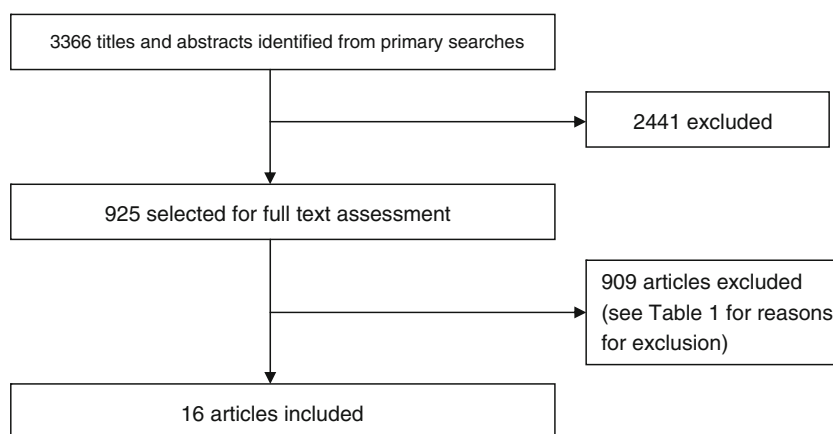 3366 titles and abstracts identified from primary searches
2441 excluded
925 selected for full text assessment
909 articles excluded
(see Table 1 for reasons
for exclusion)
16 articles included